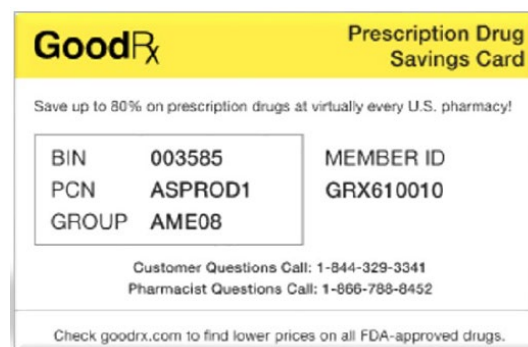 GoodRx
Prescription Drug
Savings Card
Save up to 80% on prescription drugs at virtually every U.S. pharmacy!
BIN 003585
PCN ASPROD1
GROUP AME08
MEMBER ID
GRX610010
Customer Questions Call: 1-844-329-3341
Pharmacist Questions Call: 1-866-788-8452
Check goodrx.com to find lower prices on all FDA-approved drugs.